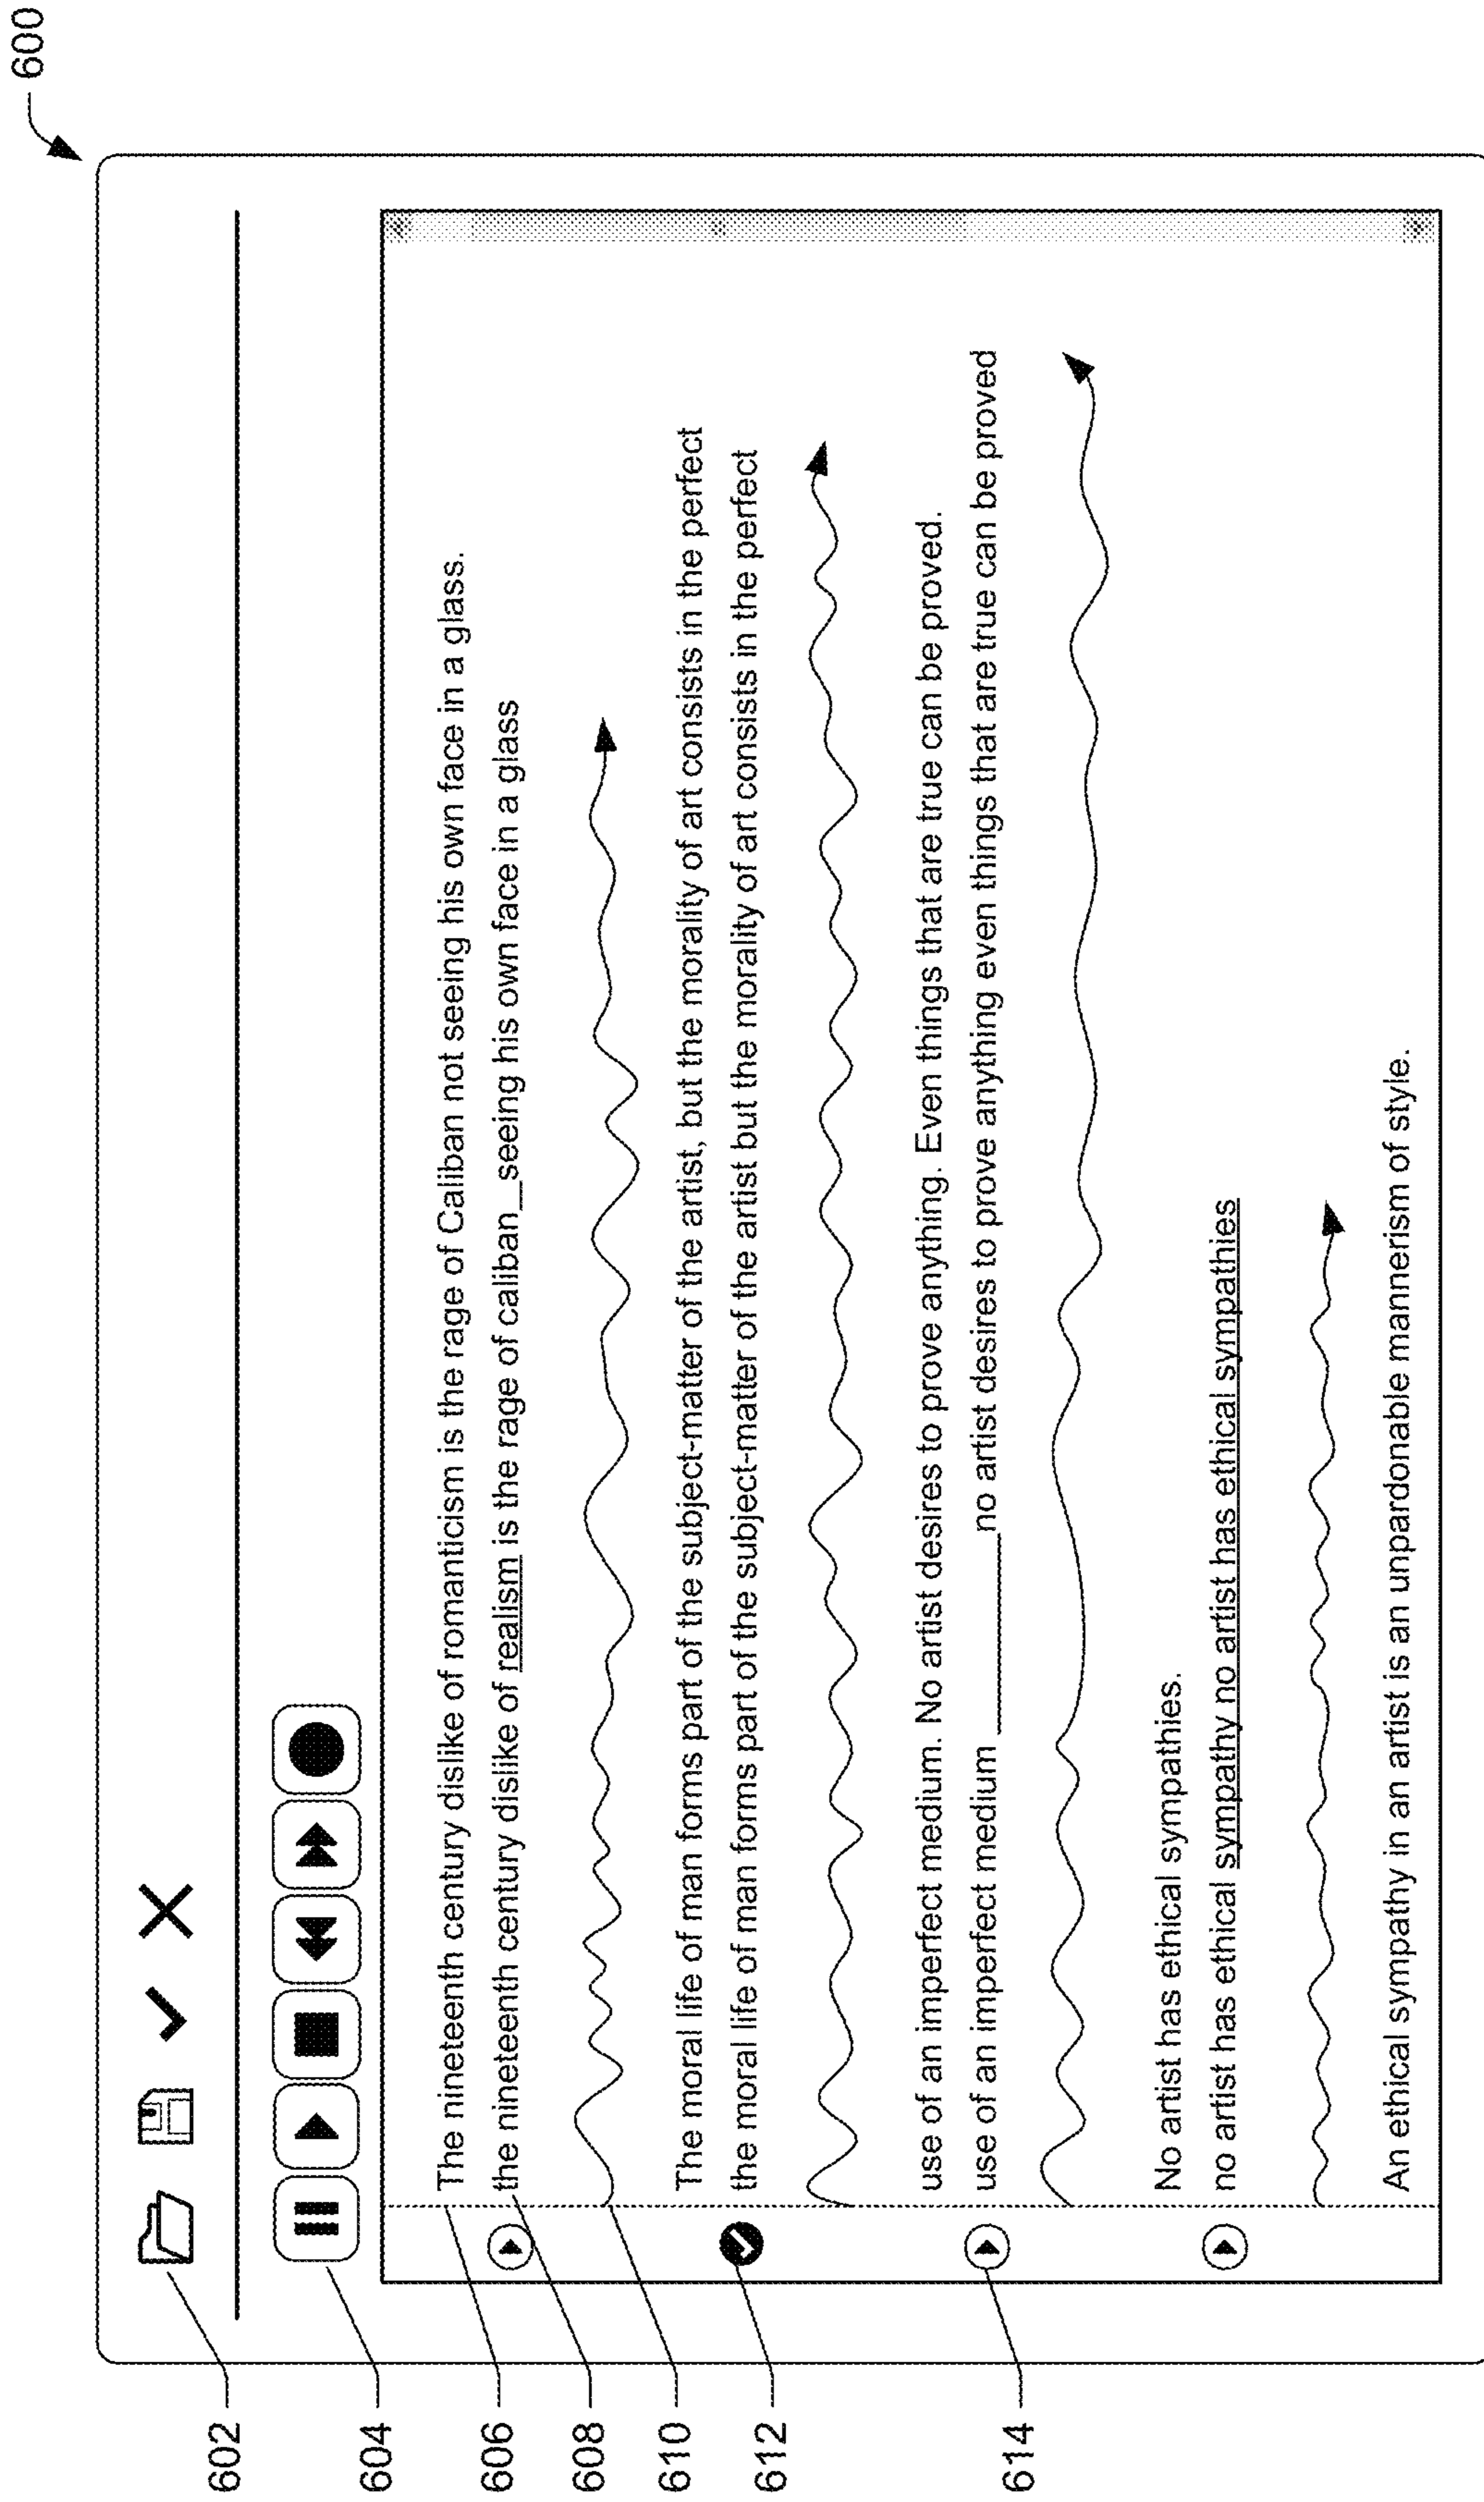 600
602
604
606
608
610
612
614
The nineteenth century dislike of romanticism is the rage of Caliban not seeing his own face in a glass.
the nineteenth century dislike of realism is the rage of caliban_seeing his own face in a glass
The moral life of man forms part of the subject-matter of the artist, but the morality of art consists in the perfect
the moral life of man forms part of the subject-matter of the artist but the morality of art consists in the perfect
use of an imperfect medium. No artist desires to prove anything. Even things that are true can be proved.
use of an imperfect medium ________ no artist desires to prove anything even things that are true can be proved
No artist has ethical sympathies.
no artist has ethical sympathy no artist has ethical sympathies
An ethical sympathy in an artist is an unpardonable mannerism of style.